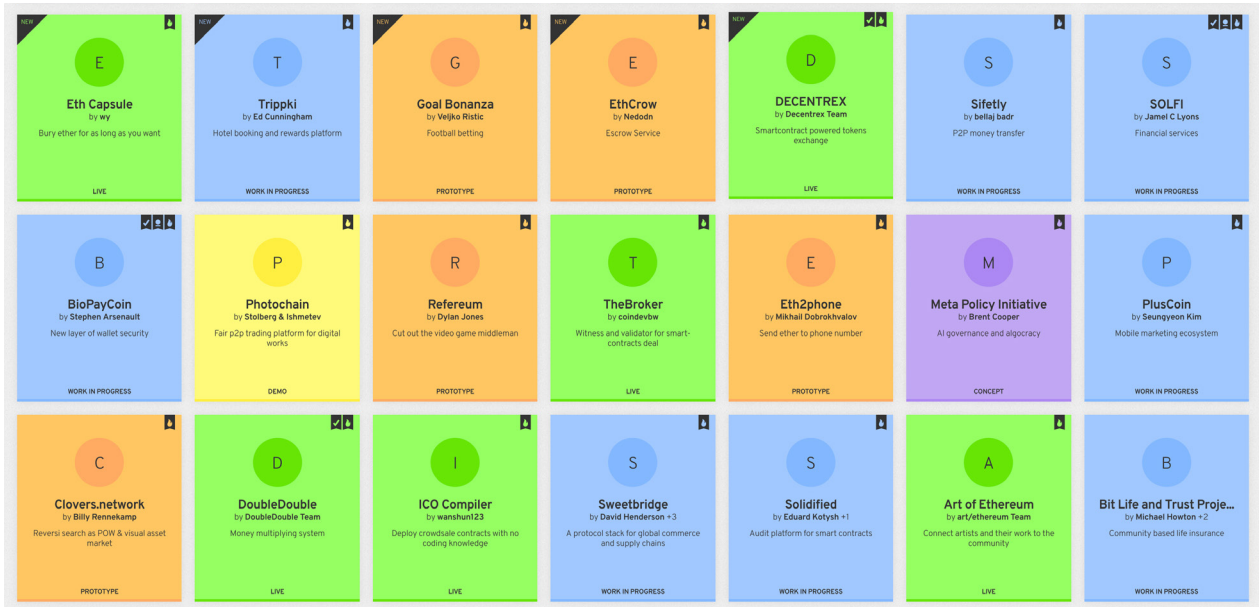 NEW
E
Eth Capsule
by wy
Bury ether for as long as you want
LIVE
NEW
T
Trippki
by Ed Cunningham
Hotel booking and rewards platform
WORK IN PROGRESS
NEW
G
Goal Bonanza
by Veljko Ristic
Football betting
PROTOTYPE
NEW
E
EthCrow
by Nedodn
Escrow Service
PROTOTYPE
NEW
D
DECENTREX
by Decentrex Team
Smartcontract powered tokens
exchange
LIVE
S
Sifetly
by bellaj badr
P2P money transfer
WORK IN PROGRESS
S
SOLFI
by Jamel C Lyons
Financial services
WORK IN PROGRESS
B
BioPayCoin
by Stephen Arsenault
New layer of wallet security
WORK IN PROGRESS
P
Photochain
by Stolberg & Ishmetev
Fair p2p trading platform for digital
works
DEMO
R
Refereum
by Dylan Jones
Cut out the video game middleman
PROTOTYPE
T
TheBroker
by coindevbw
Witness and validator for smart-
contracts deal
LIVE
E
Eth2phone
by Mikhail Dobrokhvalov
Send ether to phone number
PROTOTYPE
M
Meta Policy Initiative
by Brent Cooper
AI governance and algocracy
CONCEPT
P
PlusCoin
by Seungyeon Kim
Mobile marketing ecosystem
WORK IN PROGRESS
C
Clovers.network
by Billy Rennekamp
Reversi search as POW & visual asset
market
PROTOTYPE
D
DoubleDouble
by DoubleDouble Team
Money multiplying system
LIVE
I
ICO Compiler
by wanshun123
Deploy crowdsale contracts with no
coding knowledge
LIVE
S
Sweetbridge
by David Henderson +3
A protocol stack for global commerce
and supply chains
WORK IN PROGRESS
S
Solidified
by Eduard Kotysh +1
Audit platform for smart contracts
WORK IN PROGRESS
A
Art of Ethereum
by art/ethereum Team
Connect artists and their work to the
community
LIVE
B
Bit Life and Trust Proje...
by Michael Howton +2
Community based life insurance
WORK IN PROGRESS